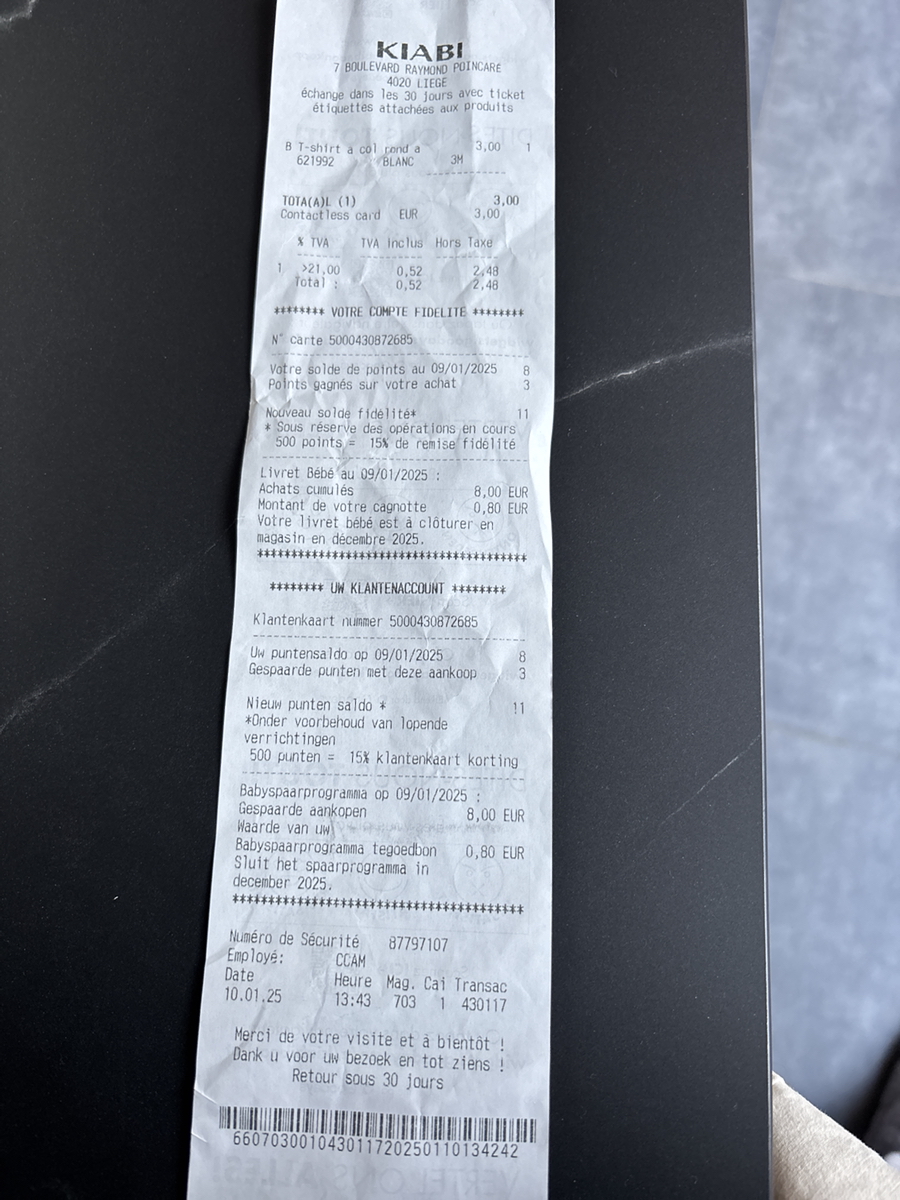 KIABI
7 BOULEVARD RAYMOND POINCARE
4020 LIEGE
échange dans les 30 jours avec ticket
étiquettes attachées aux produits
B T-shirt a col rond a 3,00 1
621992 BLANC 3M
TOTA(A)L (1) 3,00
Contactless card EUR 3,00
% TVA TVA Inclus Hors Taxe
1 >21,00 0,52 2,48
Total : 0,52 2,48
******** VOTRE COMPTE FIDELITE ********
N° carte 5000430872685
Votre solde de points au 09/01/2025 8
Points gagnés sur votre achat 3
Nouveau solde fidélité* 11
* Sous réserve des opérations en cours
500 points = 15% de remise fidélité
Livret Bébé au 09/01/2025 :
Achats cumulés 8,00 EUR
Montant de votre cagnotte 0,80 EUR
Votre livret bébé est à clôturer en
magasin en décembre 2025.
******** UW KLANTENACCOUNT ********
Klantenkaart nummer 5000430872685
Uw puntensaldo op 09/01/2025 8
Gespaarde punten met deze aankoop 3
Nieuw punten saldo * 11
*Onder voorbehoud van lopende
verrichtingen
500 punten = 15% klantenkaart korting
Babyspaarprogramma op 09/01/2025 :
Gespaarde aankopen 8,00 EUR
Waarde van uw
Babyspaarprogramma tegoedbon 0,80 EUR
Sluit het spaarprogramma in
december 2025.
Numéro de Sécurité 87797107
Employé: CCAM
Date Heure Mag. Cai Transac
10.01.25 13:43 703 1 430117
Merci de votre visite et à bientôt !
Dank u voor uw bezoek en tot ziens !
Retour sous 30 jours
660703001043011720250110134242